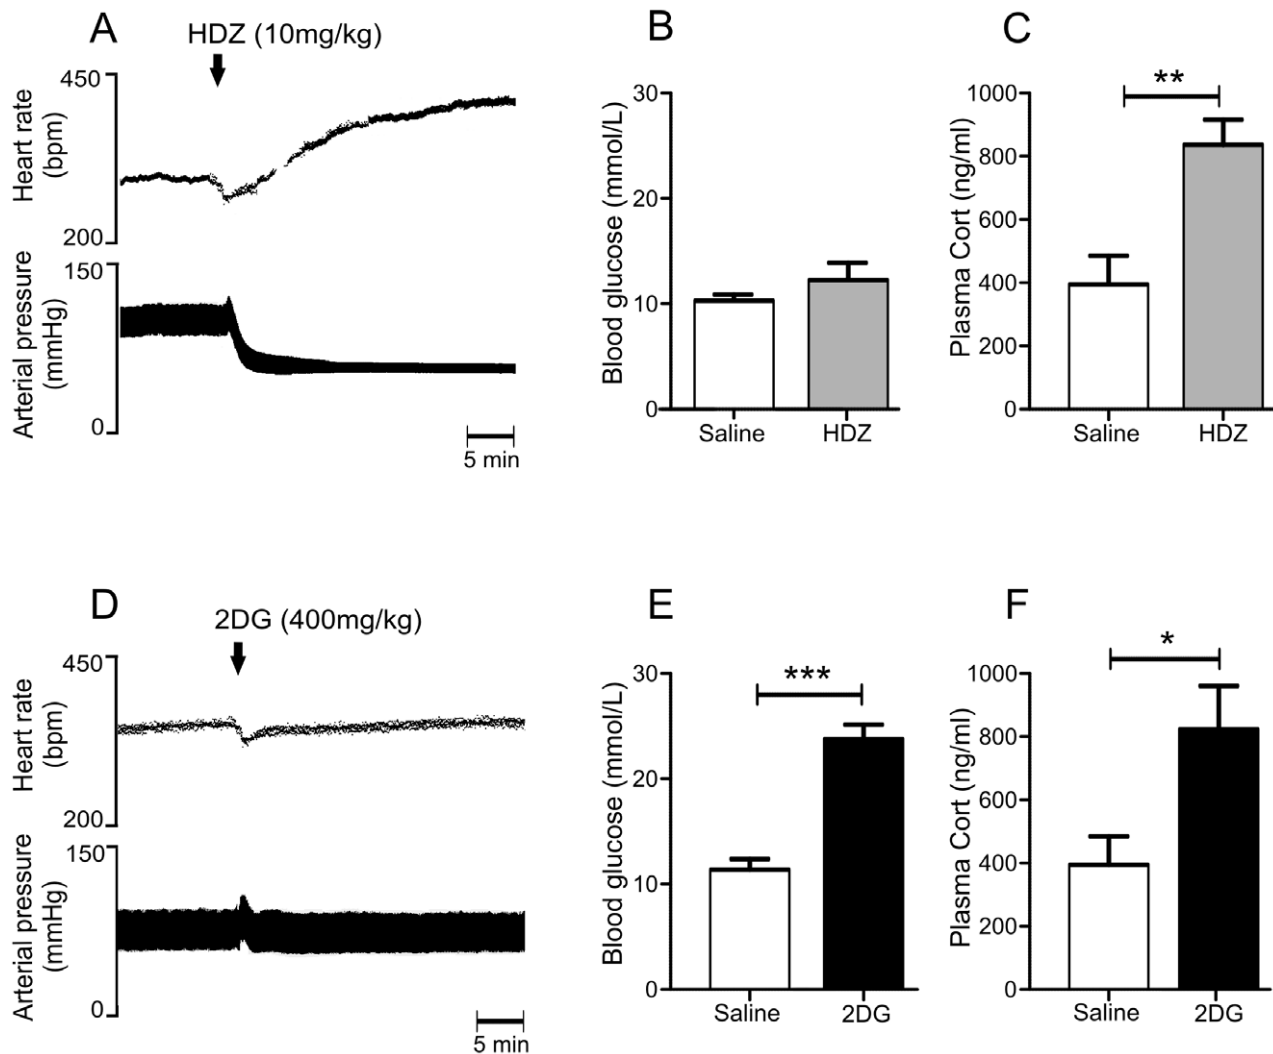 A
HDZ (10mg/kg)
450
Heart rate
(bpm)
200
150
Arterial pressure
(mmHg)
0
5 min
B
30
20
10
0
Blood glucose (mmol/L)
Saline
HDZ
C
**
1000
800
600
400
200
0
Plasma Cort (ng/ml)
Saline
HDZ
D
2DG (400mg/kg)
450
Heart rate
(bpm)
200
150
Arterial pressure
(mmHg)
0
5 min
E
***
30
20
10
0
Blood glucose (mmol/L)
Saline
2DG
F
*
1000
800
600
400
200
0
Plasma Cort (ng/ml)
Saline
2DG